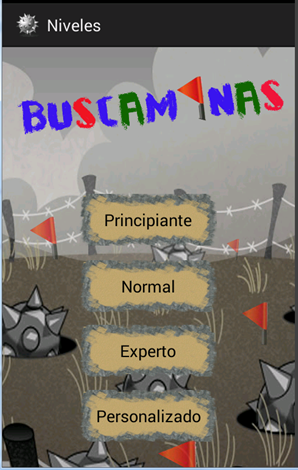 Niveles
BUSCAMINAS
Principiante
Normal
Experto
Personalizado